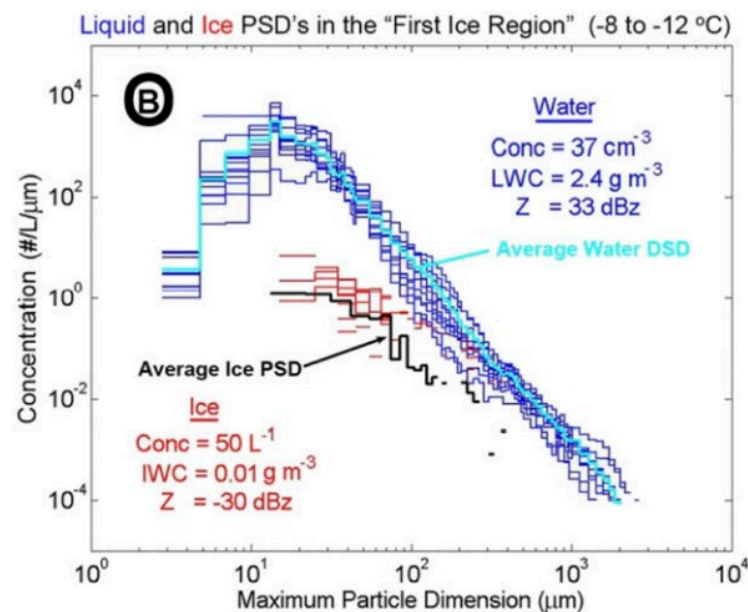 Liquid and Ice PSD's in the "First Ice Region" (-8 to -12 °C)
B
Water
Conc = 37 cm⁻³
LWC = 2.4 g m⁻³
Z = 33 dBz
Average Water DSD
Average Ice PSD
Ice
Conc = 50 L⁻¹
IWC = 0.01 g m⁻³
Z = -30 dBz
Concentration (#/L/μm)
10⁴
10²
10⁰
10⁻²
10⁻⁴
10⁰ 10¹ 10² 10³
Maximum Particle Dimension (μm)